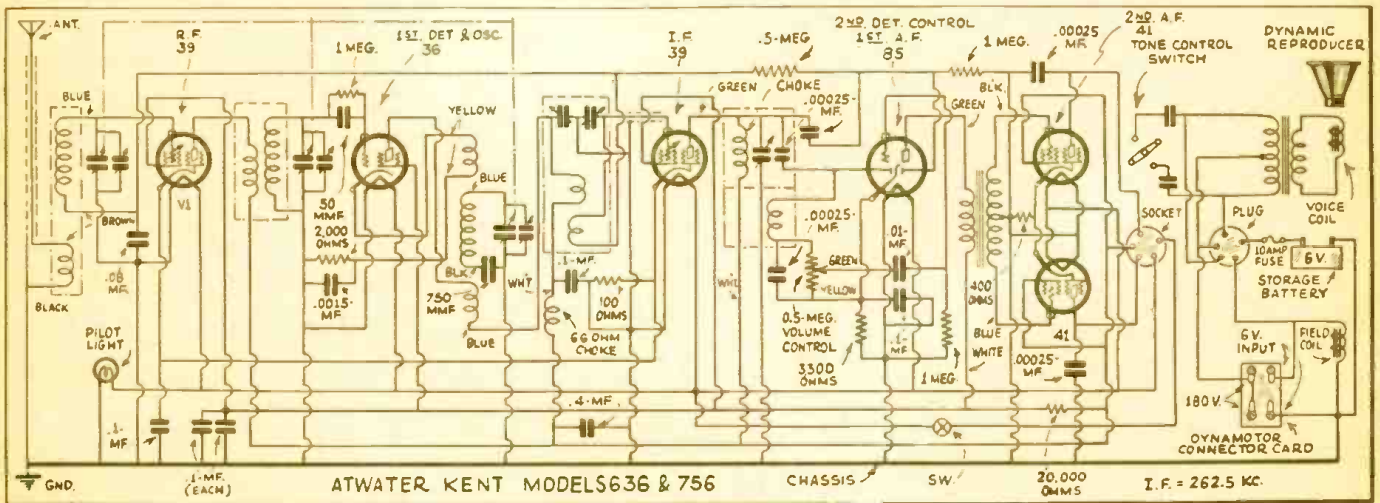 ANT.
R.F.
39
1 MEG.
1ST. DET & OSC.
36
I.F.
39
.5-MEG
2ND. DET. CONTROL
1ST. A.F.
85
1 MEG.
.00025
MF.
2ND. A.F.
41
TONE CONTROL
SWITCH
DYNAMIC
REPRODUCER
BLUE
YELLOW
GREEN
CHOKE
.00025-
MF.
BLK.
GREEN
V1
BROWN
50
MMF
2,000
OHMS
BLUE
.08
MF.
BLACK
.0015-
MF
BLK.
750
MMF
BLUE
WHT.
.1-MF.
100
OHMS
66 OHM
CHOKE
WHT.
.00025-
MF.
GREEN
YELLOW
0.5-MEG.
VOLUME
CONTROL
3300
OHMS
.01-
MF.
.1-
MF
1 MEG.
400
OHMS
BLUE
WHITE
41
.00025-
MF.
SOCKET
PLUG
VOICE
COIL
10 AMP
FUSE
6V.
STORAGE
BATTERY
6V.
INPUT
FIELD
COIL
180V.
DYNAMOTOR
CONNECTOR CARD
PILOT
LIGHT
.1-
MF
.1-MF.
(EACH)
.4-MF.
GND.
ATWATER KENT MODELS 636 & 756
CHASSIS
SW.
20,000
OHMS
I.F. = 262.5 KC.